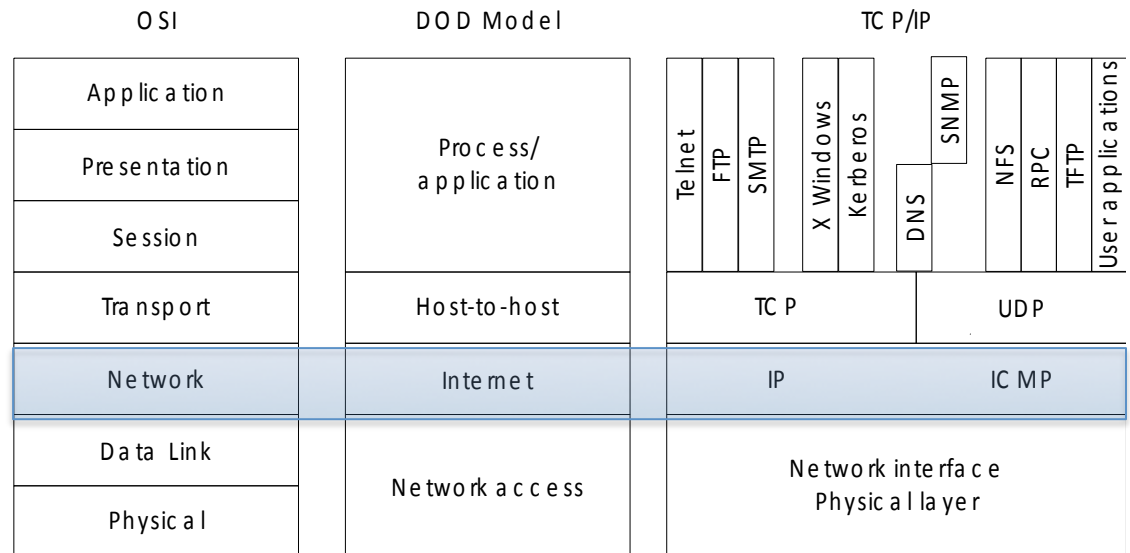 OSI
DOD Model
TCP/IP
Application
Presentation
Session
Transport
Network
Data Link
Physical
Process/
application
Host-to-host
Internet
Network access
Telnet
FTP
SMTP
X Windows
Kerberos
DNS
SNMP
NFS
RPC
TFTP
User applications
TCP
UDP
IP
ICMP
Network interface
Physical layer